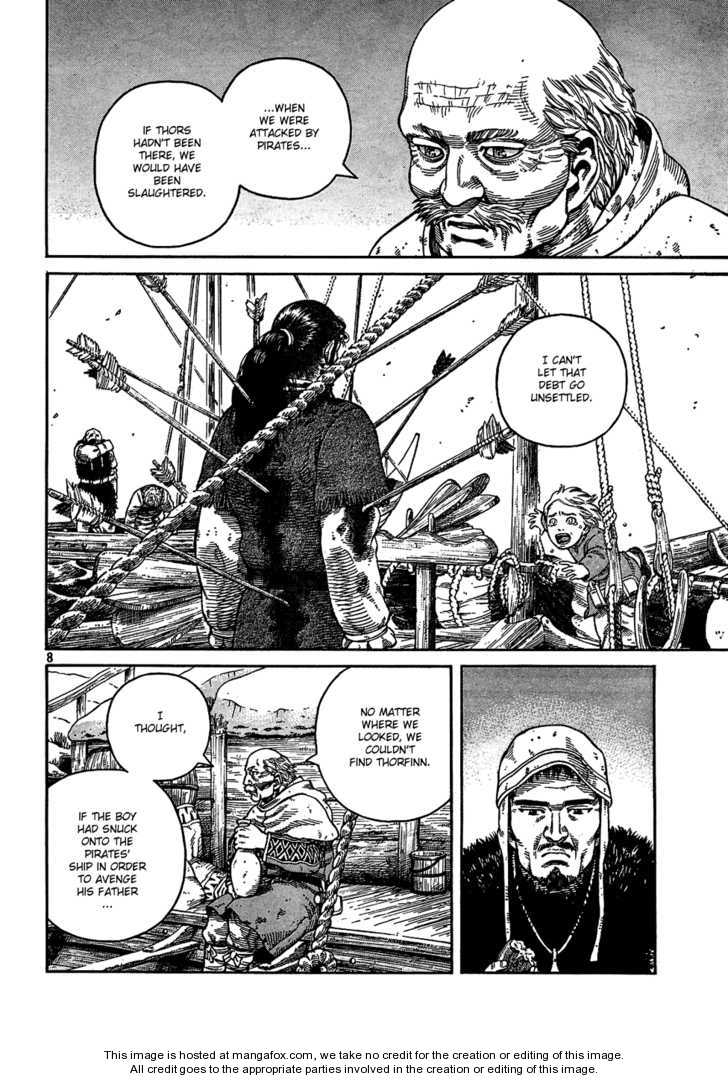 ...WHEN
WE WERE
ATTACKED BY
PIRATES...
IF THORS
HADN'T BEEN
THERE, WE
WOULD HAVE
BEEN
SLAUGHTERED.
I CAN'T
LET THAT
DEBT GO
UNSETTLED.
8
NO MATTER
WHERE WE
LOOKED, WE
COULDN'T
FIND THORFINN.
I
THOUGHT,
IF THE BOY
HAD SNUCK
ONTO THE
PIRATES'
SHIP IN ORDER
TO AVENGE
HIS FATHER
...
This image is hosted at mangafox.com, we take no credit for the creation or editing of this image.
All credit goes to the appropriate parties involved in the creation or editing of this image.